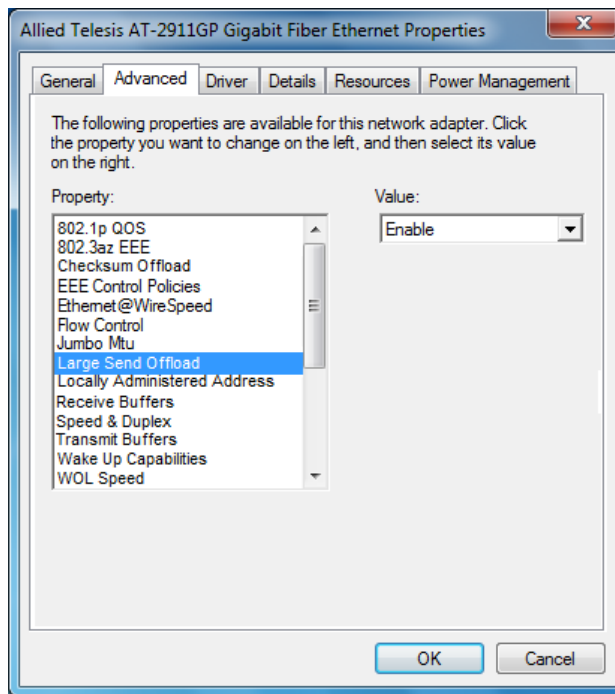 Allied Telesis AT-2911GP Gigabit Fiber Ethernet Properties
General Advanced Driver Details Resources Power Management
The following properties are available for this network adapter. Click
the property you want to change on the left, and then select its value
on the right.
Property:
Value:
802.1p QOS
802.3az EEE
Checksum Offload
EEE Control Policies
Ethernet@WireSpeed
Flow Control
Jumbo Mtu
Large Send Offload
Locally Administered Address
Receive Buffers
Speed & Duplex
Transmit Buffers
Wake Up Capabilities
WOL Speed
Enable
OK
Cancel